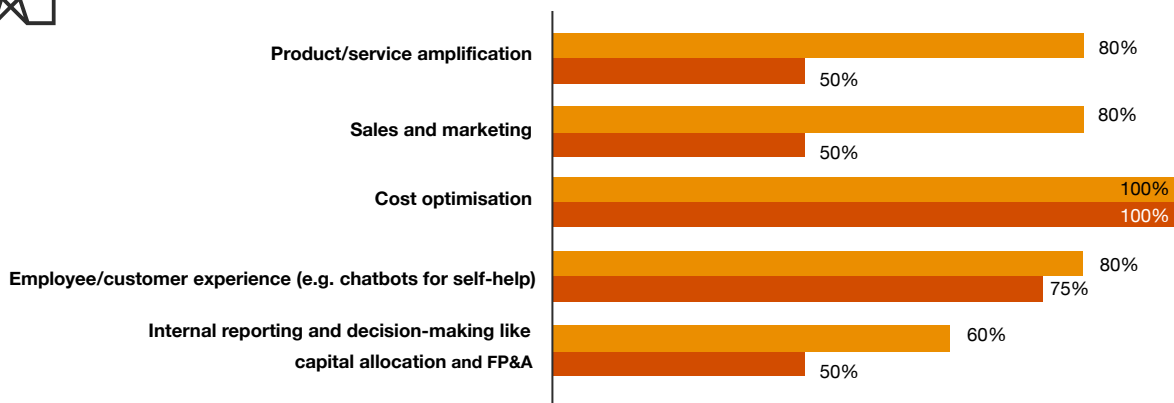 Product/service amplification
80%
50%
Sales and marketing
80%
50%
Cost optimisation
100%
100%
Employee/customer experience (e.g. chatbots for self-help)
80%
75%
Internal reporting and decision-making like
capital allocation and FP&A
60%
50%